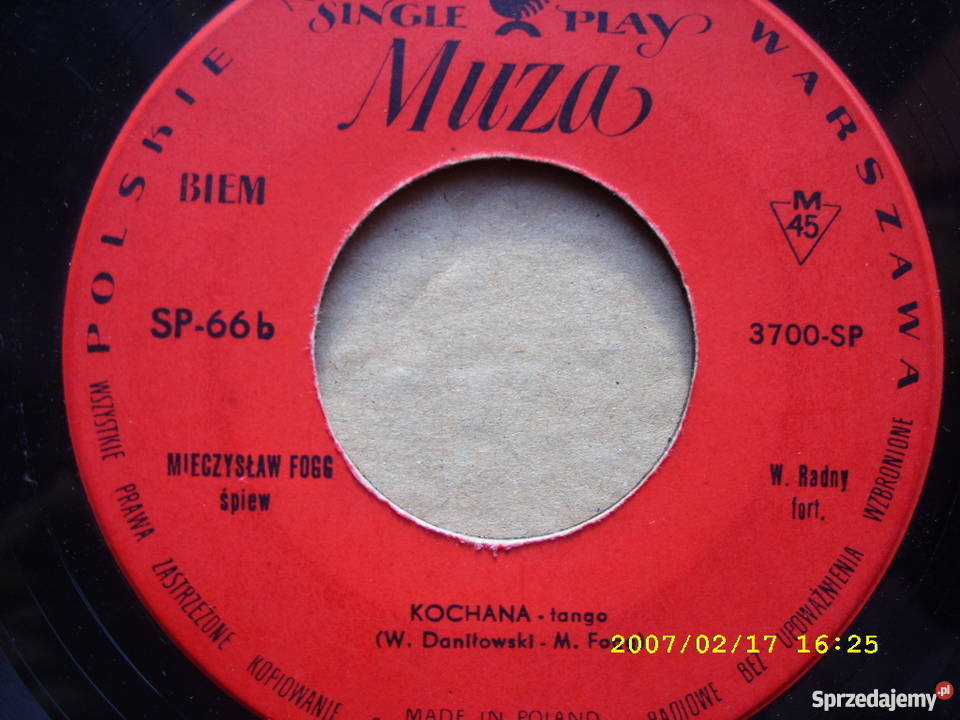 POLSKIE
WARSZAWA
SINGLE PLAY
Muza
BIEM
M
45
SP-66b
3700-SP
MIECZYSŁAW FOGG
śpiew
W. Radny
fort.
KOCHANA - tango
(W. Daniłowski - M.
2007/02/17 16:25
WSZYSTKIE PRAWA ZASTRZEŻONE KOPIOWANIE
RADIOWE BEZ UPOWAŻNIENIA WZBRONIONE
MADE IN POLAND
Sprzedajemy.pl